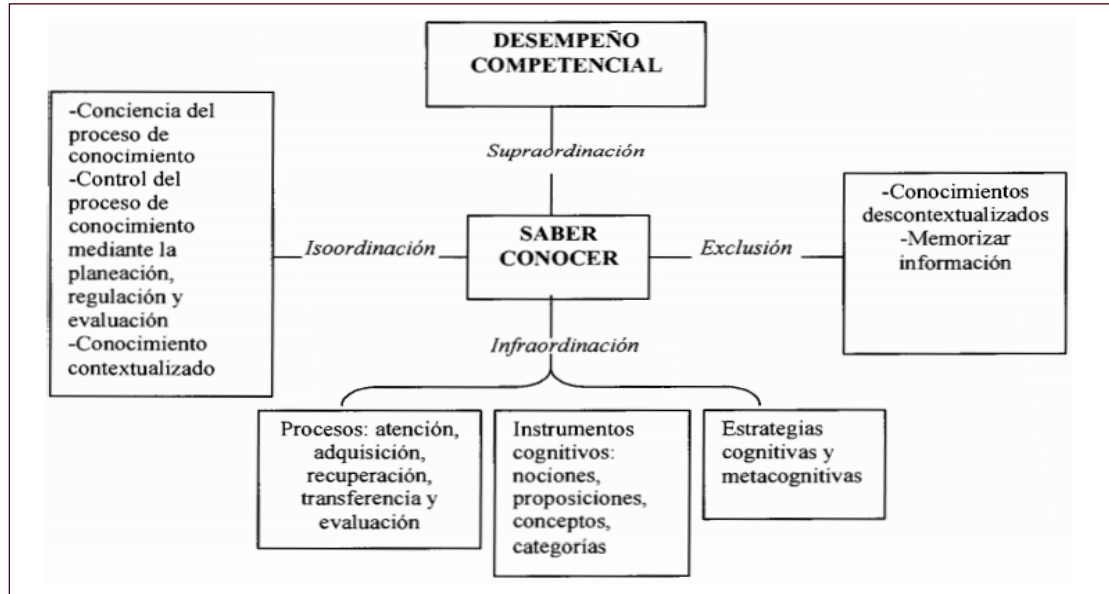 DESEMPEÑO
COMPETENCIAL
Supraordinación
-Conciencia del
proceso de
conocimiento
-Control del
proceso de
conocimiento
mediante la
planeación,
regulación y
evaluación
-Conocimiento
contextualizado
Isoordinación
SABER
CONOCER
Exclusión
-Conocimientos
descontextualizados
-Memorizar
información
Infraordinación
Procesos: atención,
adquisición,
recuperación,
transferencia y
evaluación
Instrumentos
cognitivos:
nociones,
proposiciones,
conceptos,
categorías
Estrategias
cognitivas y
metacognitivas